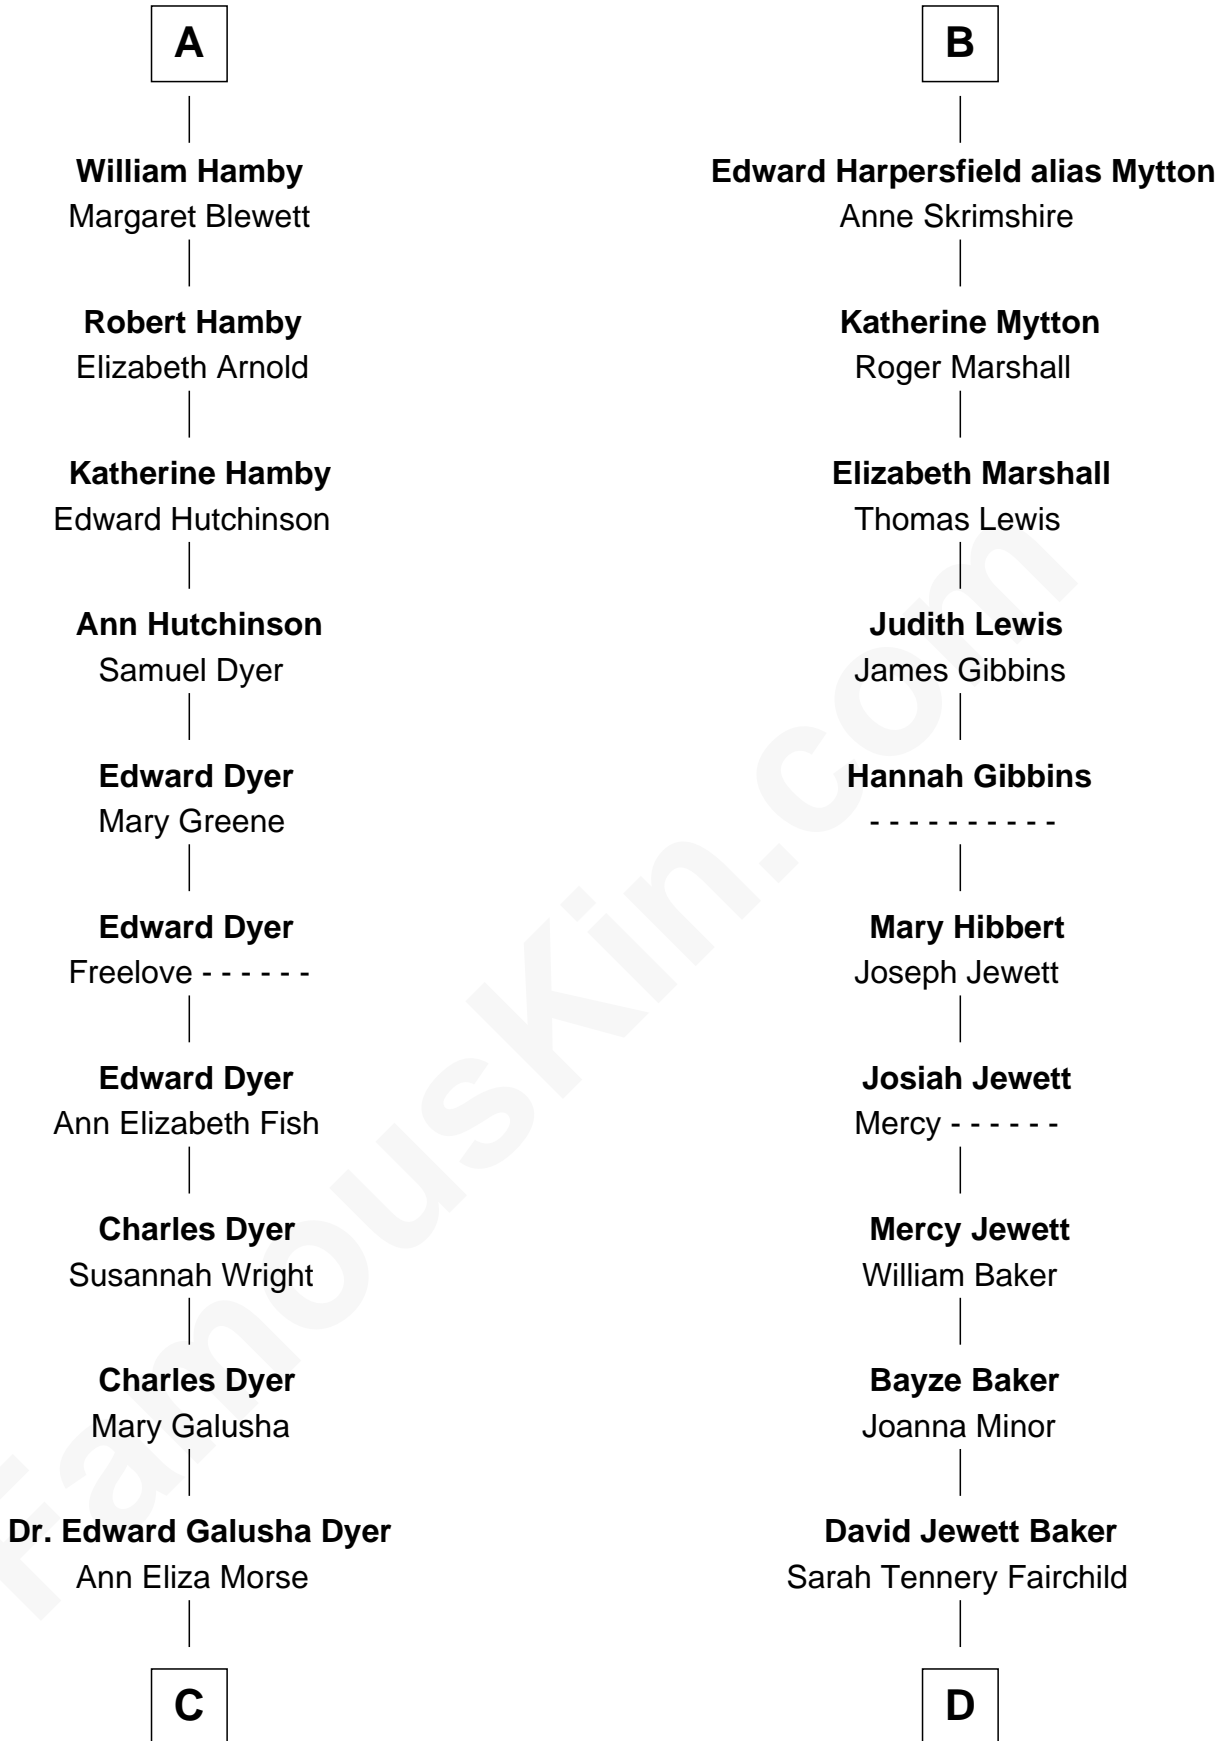 A
William Hamby
Margaret Blewett
Robert Hamby
Elizabeth Arnold
Katherine Hamby
Edward Hutchinson
Ann Hutchinson
Samuel Dyer
Edward Dyer
Mary Greene
Edward Dyer
Freelove - - - - - -
Edward Dyer
Ann Elizabeth Fish
Charles Dyer
Susannah Wright
Charles Dyer
Mary Galusha
Dr. Edward Galusha Dyer
Ann Eliza Morse
C
B
Edward Harpersfield alias Mytton
Anne Skrimshire
Katherine Mytton
Roger Marshall
Elizabeth Marshall
Thomas Lewis
Judith Lewis
James Gibbins
Hannah Gibbins
- - - - - - - - - -
Mary Hibbert
Joseph Jewett
Josiah Jewett
Mercy - - - - - -
Mercy Jewett
William Baker
Bayze Baker
Joanna Minor
David Jewett Baker
Sarah Tennery Fairchild
D
FamousKin.com